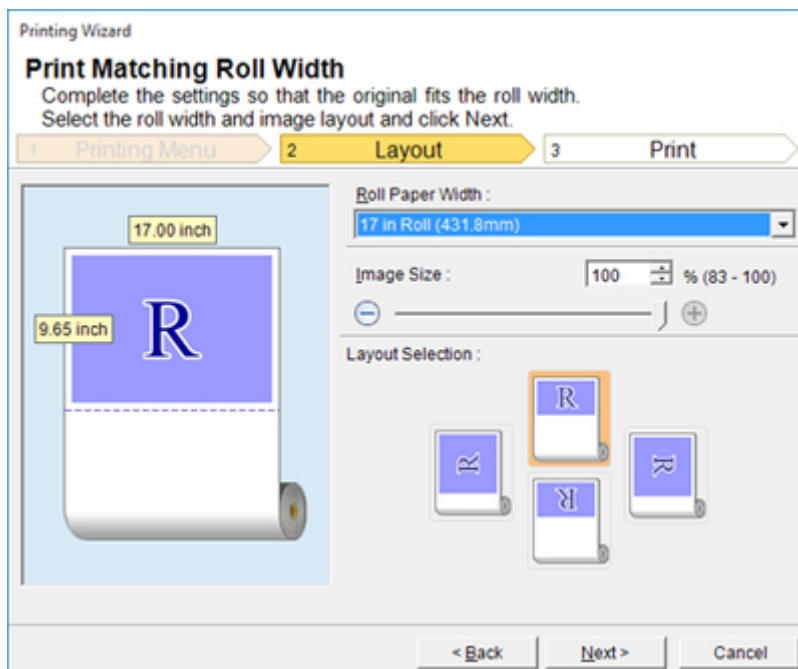 Printing Wizard
Print Matching Roll Width
Complete the settings so that the original fits the roll width.
Select the roll width and image layout and click Next.
1 Printing Menu 2 Layout 3 Print
Roll Paper Width :
17.00 inch
17 in Roll (431.8mm)
Image Size : 100 % (83 - 100)
9.65 inch
R
Layout Selection :
R
R
R
R
< Back Next > Cancel